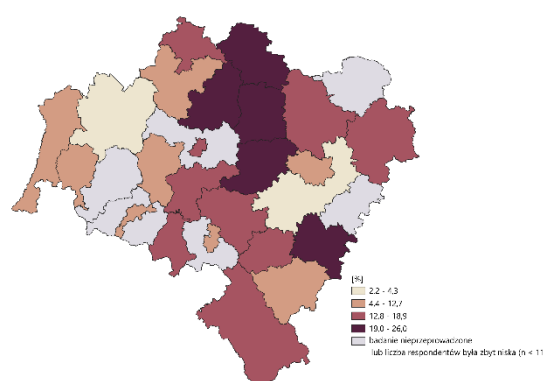 [%]
2,2 - 4,3
4,4 - 12,7
12,8 - 18,9
19,0 - 26,0
badanie nieprzeprowadzone
lub liczba respondentów była zbyt niska (n < 11